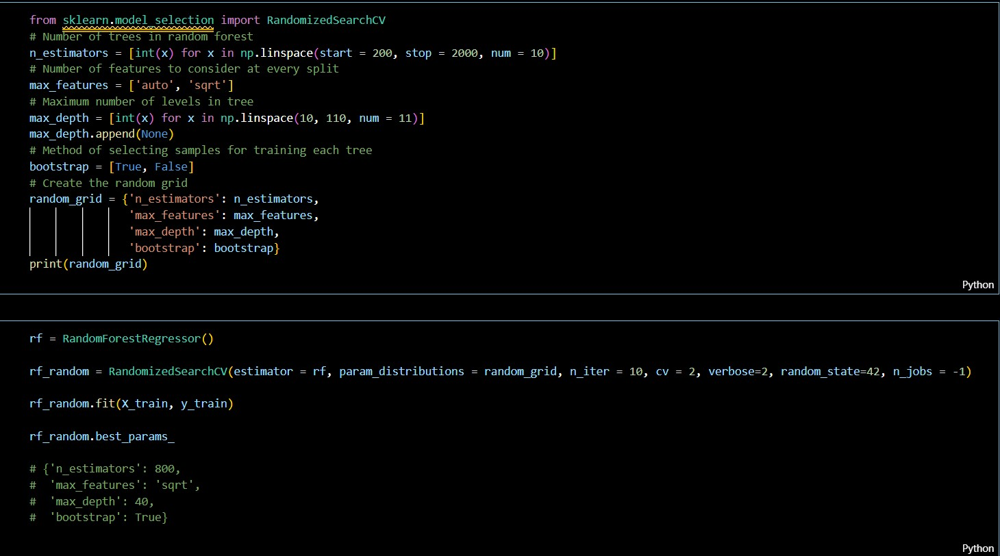 from sklearn.model_selection import RandomizedSearchCV
# Number of trees in random forest
n_estimators = [int(x) for x in np.linspace(start = 200, stop = 2000, num = 10)]
# Number of features to consider at every split
max_features = ['auto', 'sqrt']
# Maximum number of levels in tree
max_depth = [int(x) for x in np.linspace(10, 110, num = 11)]
max_depth.append(None)
# Method of selecting samples for training each tree
bootstrap = [True, False]
# Create the random grid
random_grid = {'n_estimators': n_estimators,
               'max_features': max_features,
               'max_depth': max_depth,
               'bootstrap': bootstrap}
print(random_grid)
Python
rf = RandomForestRegressor()
rf_random = RandomizedSearchCV(estimator = rf, param_distributions = random_grid, n_iter = 10, cv = 2, verbose=2, random_state=42, n_jobs = -1)
rf_random.fit(X_train, y_train)
rf_random.best_params_
# {'n_estimators': 800,
#  'max_features': 'sqrt',
#  'max_depth': 40,
#  'bootstrap': True}
Python